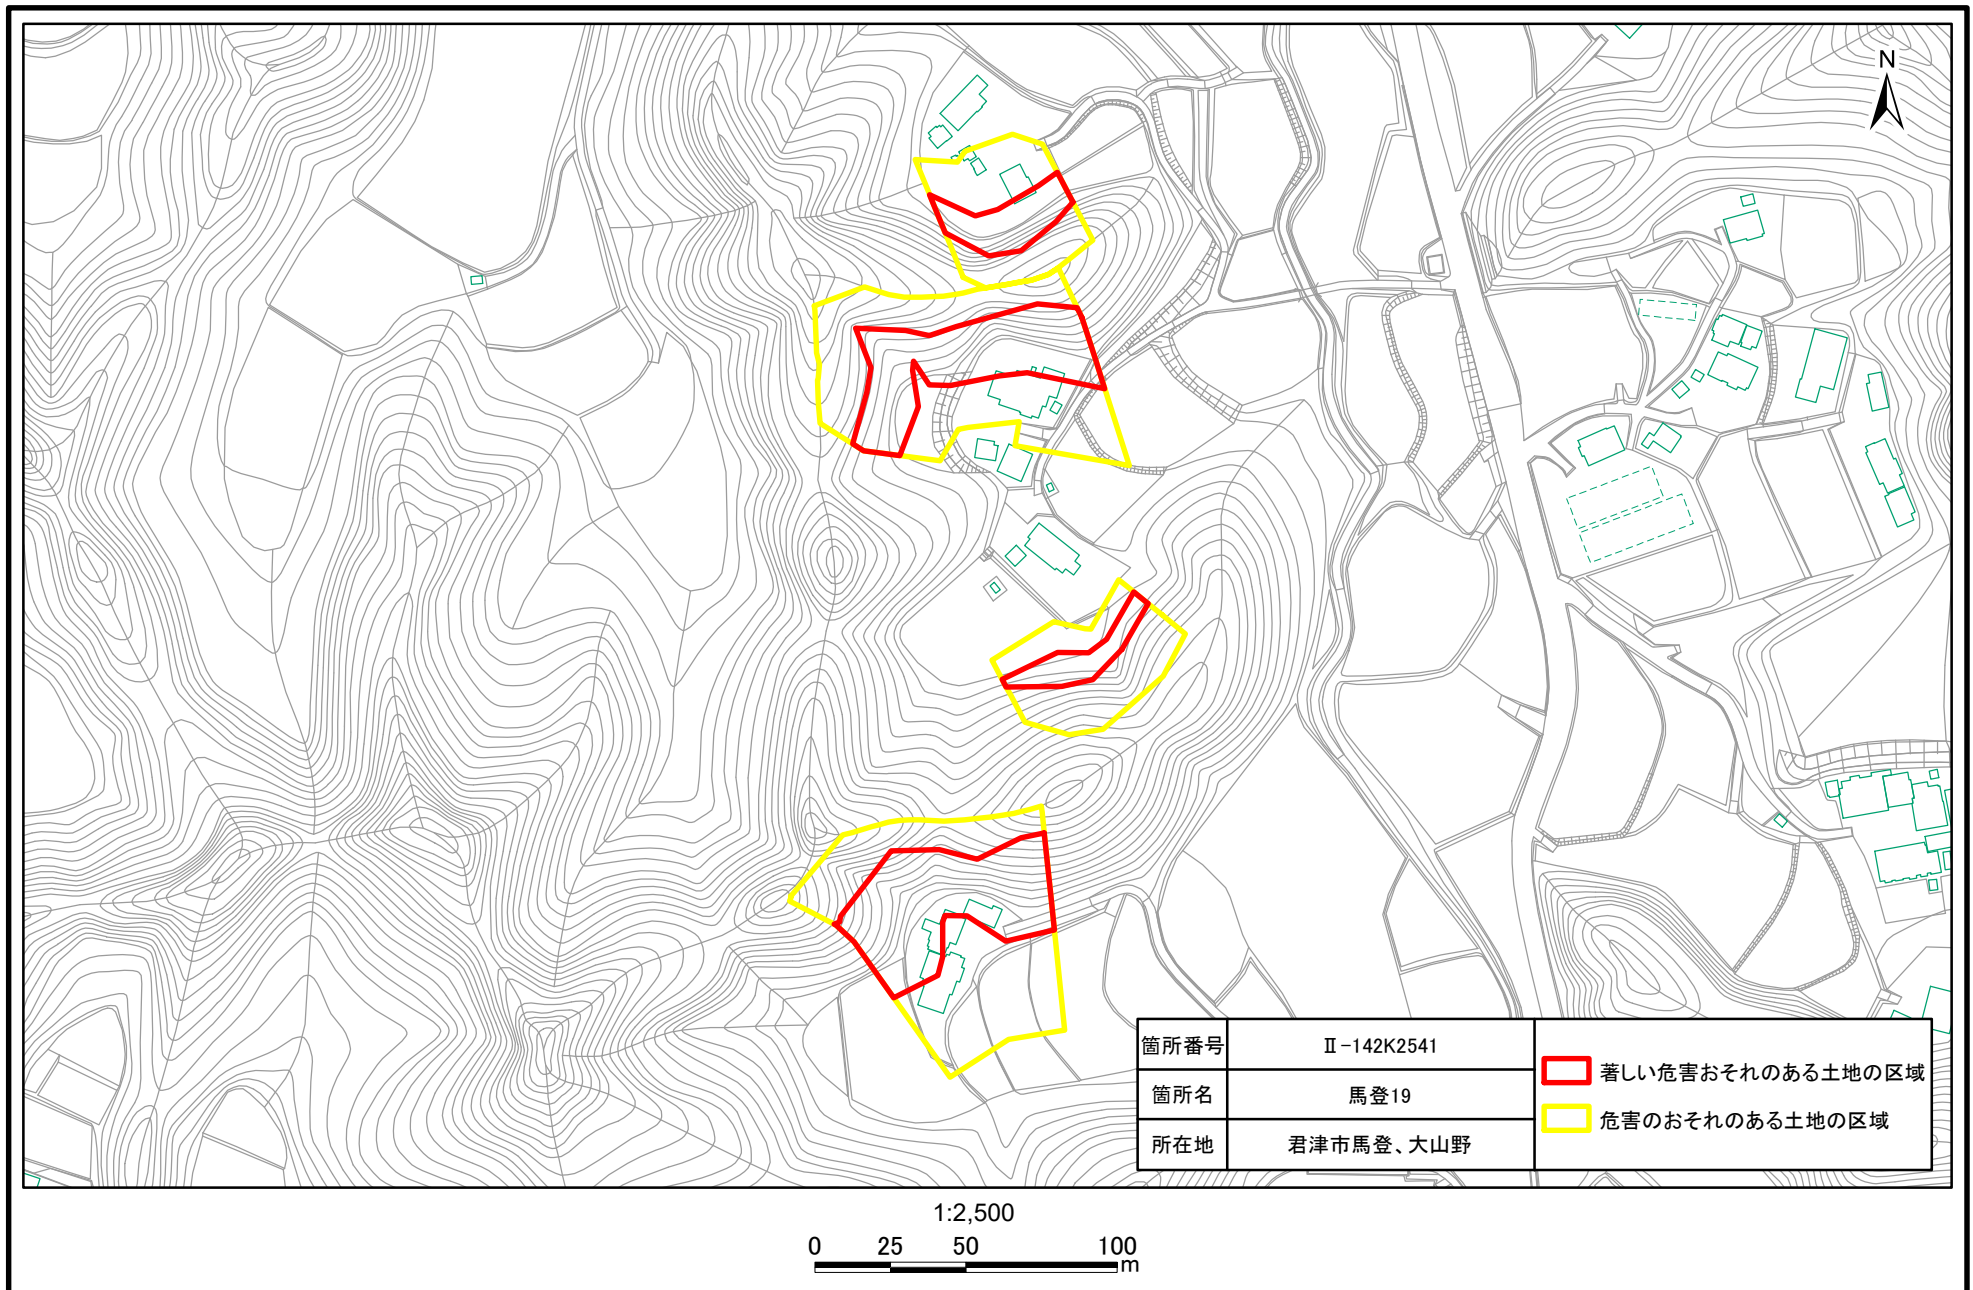 N
箇所番号 Ⅱ-142K2541
箇所名 馬登19
所在地 君津市馬登、大山野
著しい危害おそれのある土地の区域
危害のおそれのある土地の区域
1:2,500
0 25 50 100
m